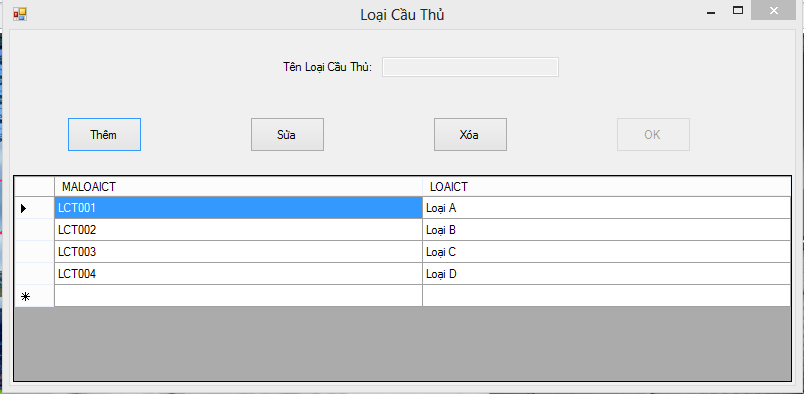 Loại Cầu Thủ
Tên Loại Cầu Thủ:
Thêm Sửa Xóa OK
MALOAICT LOAICT
LCT001 Loại A
LCT002 Loại B
LCT003 Loại C
LCT004 Loại D